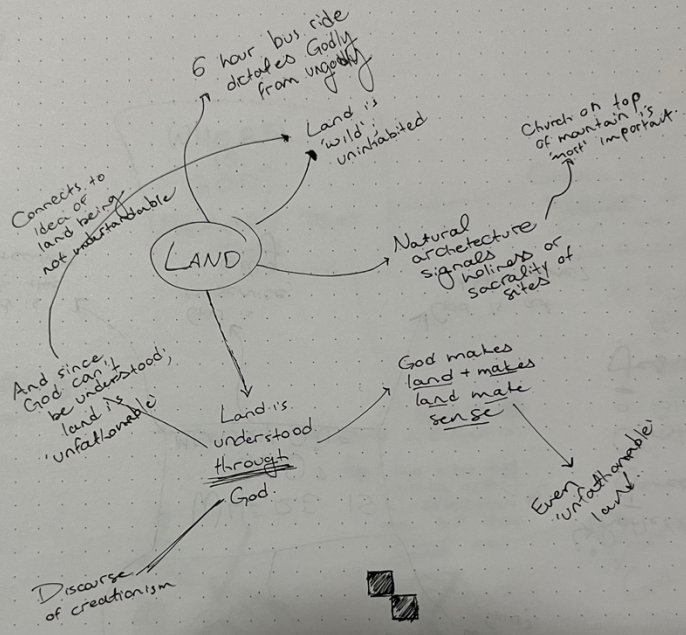 6 hour bus ride
dictates Godly
from ungodly
Land is
'wild';
uninhabited
Church on top
of mountain is
'most' important.
Connects to
idea of
land being
not understandable
LAND
Natural
archetecture
signals
holiness or
sacrality of
sites
And since
God can't
be understood,
land is
'unfathomable'
Land is
understood
through
God.
God makes
land + makes
land make
sense
Even
'unfathomable'
land
Discourse
of creationism